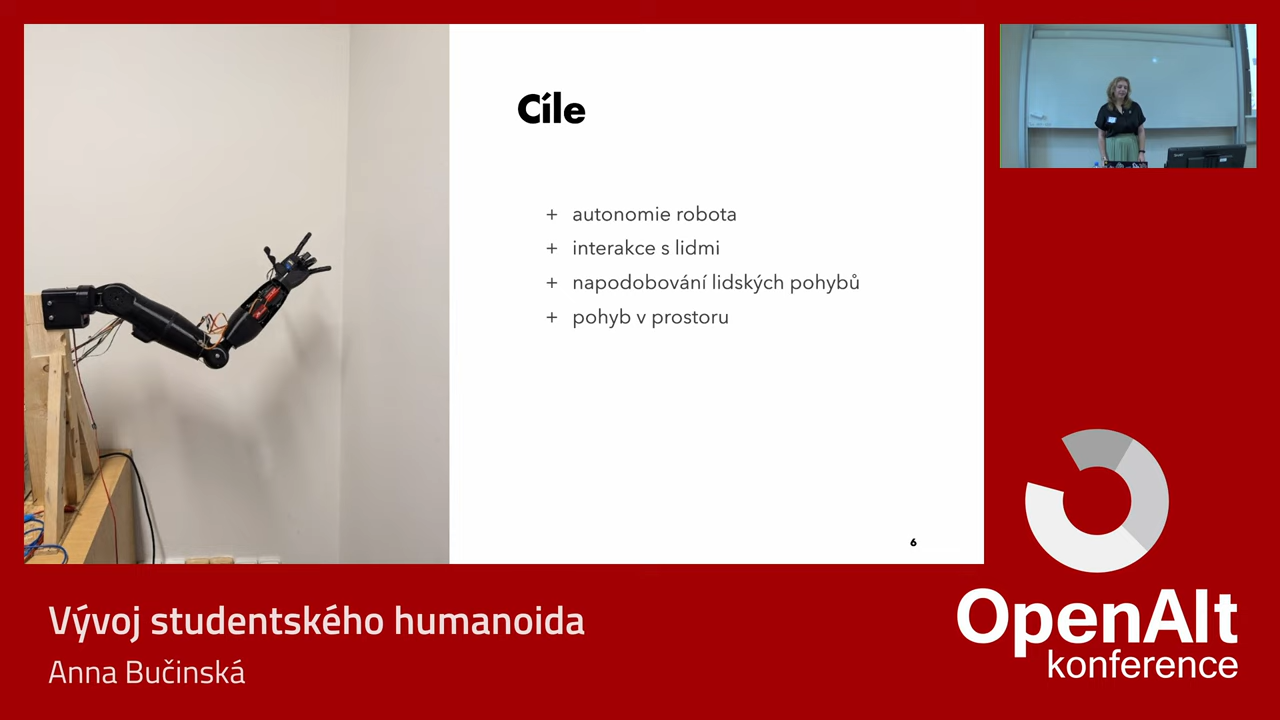 Cíle
+ autonomie robota
+ interakce s lidmi
+ napodobování lidských pohybů
+ pohyb v prostoru
6
Vývoj studentského humanoida
Anna Bučinská
OpenAlt
konference